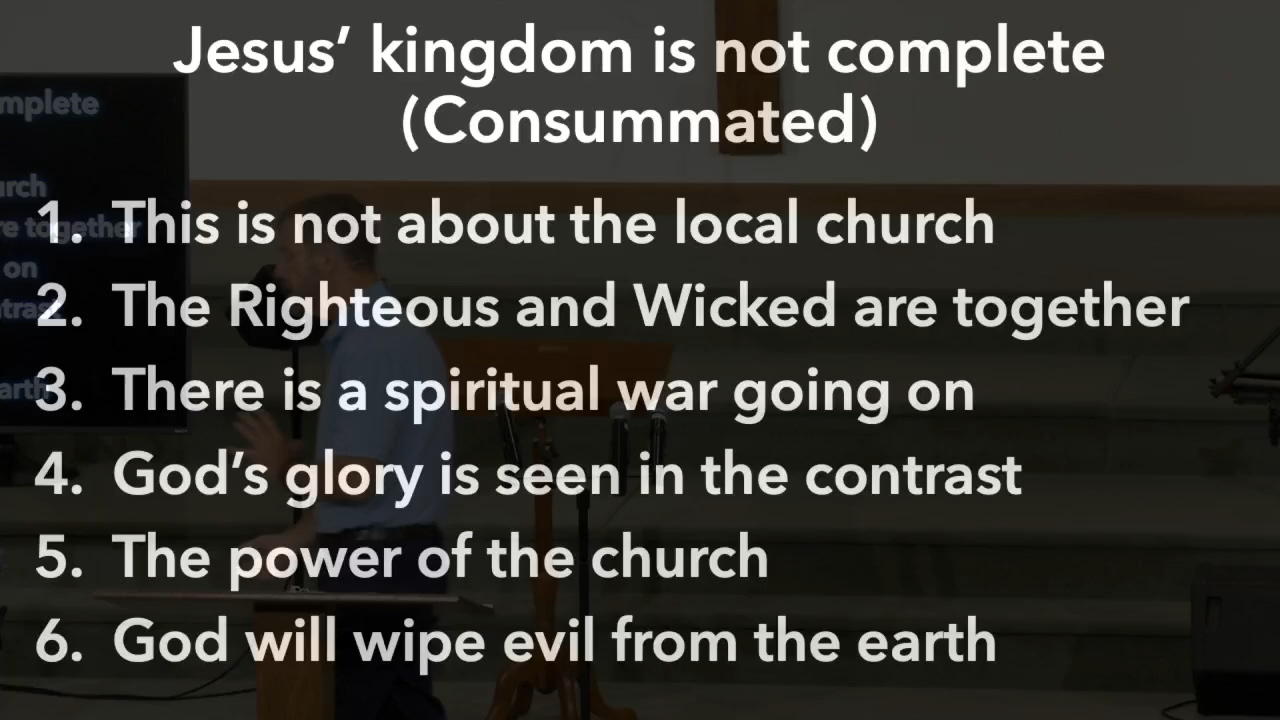 Jesus’ kingdom is not complete
(Consummated)
1. This is not about the local church
2. The Righteous and Wicked are together
3. There is a spiritual war going on
4. God’s glory is seen in the contrast
5. The power of the church
6. God will wipe evil from the earth